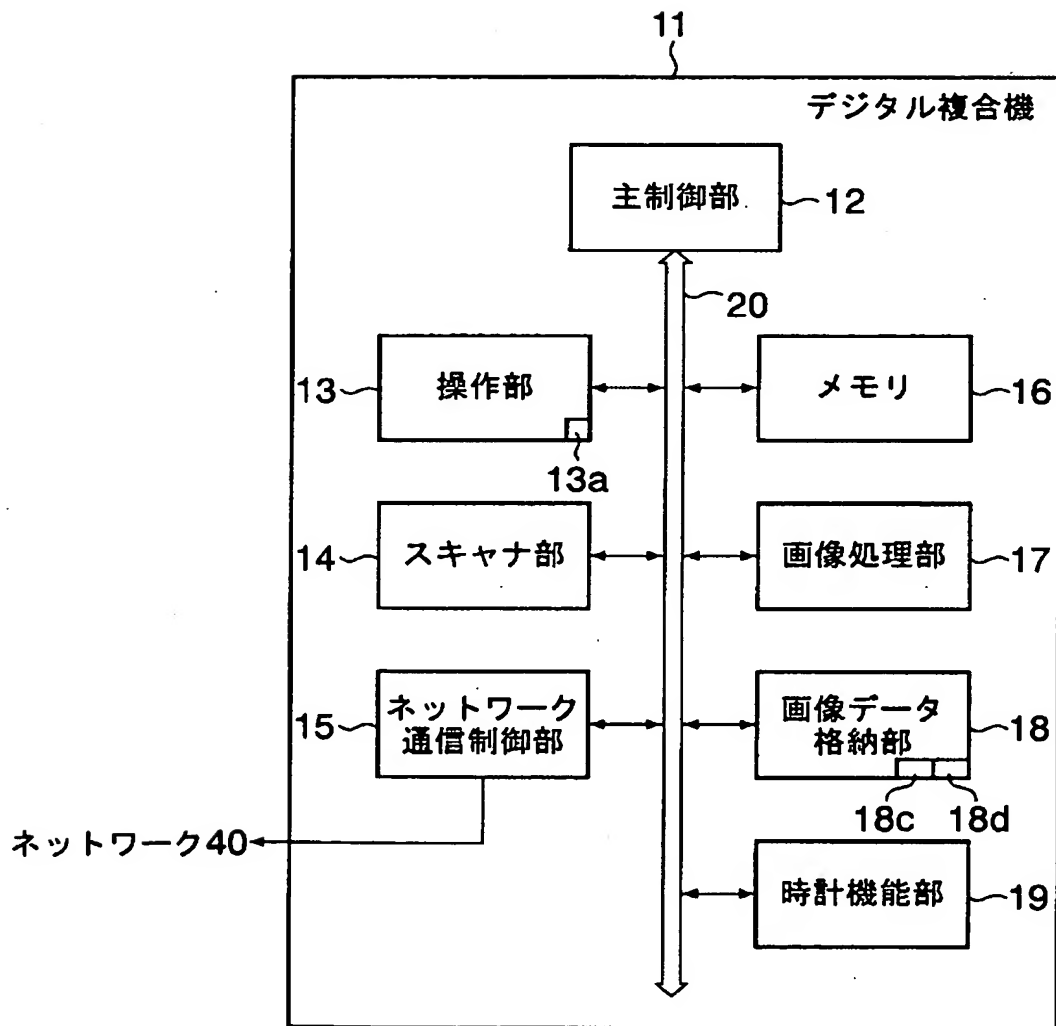 11
デジタル複合機
主制御部
12
20
13
操作部
メモリ
16
13a
14
スキャナ部
画像処理部
17
15
ネットワーク
通信制御部
画像データ
格納部
18
18c 18d
ネットワーク40
時計機能部
19